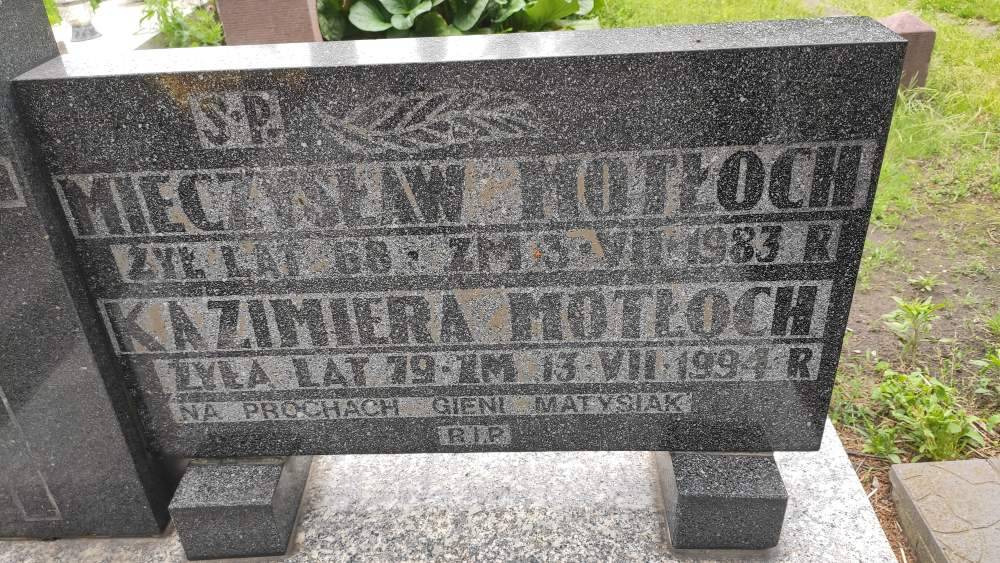 Ś.P.
MIECZYSŁAW MOTŁOCH
ŻYŁ LAT 68 · ZM · 3 · VII · 1983 R
KAZIMIERA MOTŁOCH
ŻYŁA LAT 79 · ZM · 13 · VII · 1994 R
NA PROCHACH GIENI MATYSIAK
R.I.P.